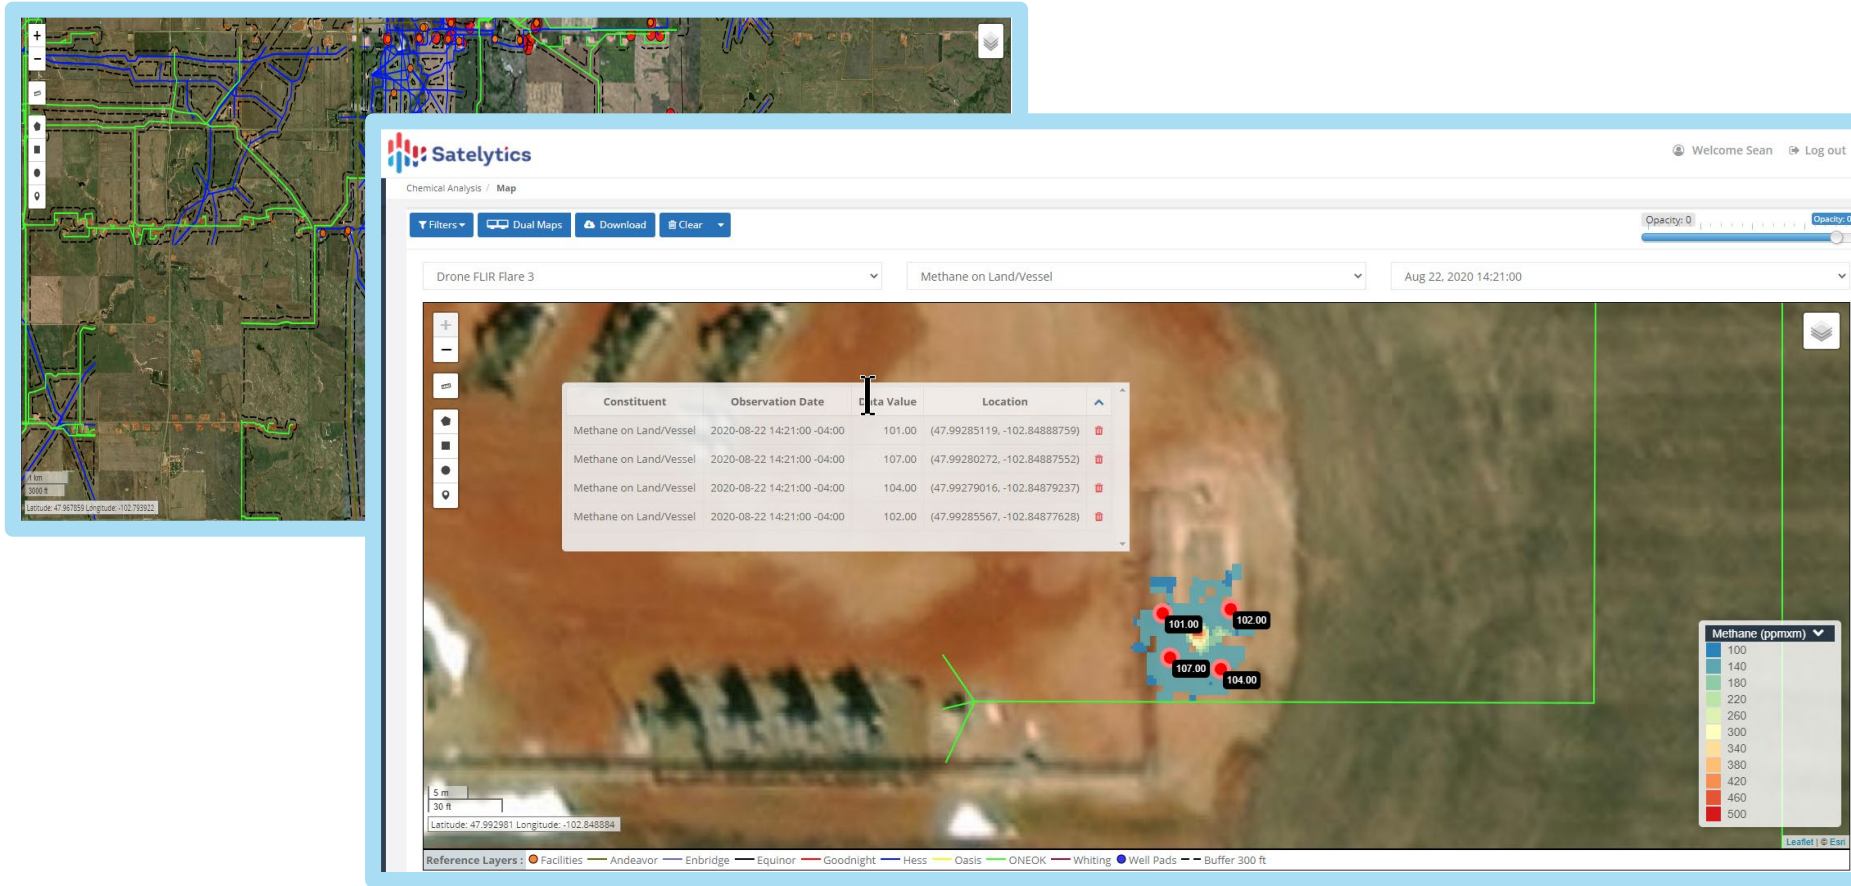 +
−
1 km
3000 ft
Latitude: 47.967859 Longitude: -102.793922
Satelytics
Welcome Sean Log out
Chemical Analysis / Map
Filters Dual Maps Download Clear
Opacity: 0 Opacity: 0
Drone FLIR Flare 3 Methane on Land/Vessel Aug 22, 2020 14:21:00
+
−
Constituent Observation Date Data Value Location
Methane on Land/Vessel 2020-08-22 14:21:00 -04:00 101.00 (47.99285119, -102.84888759)
Methane on Land/Vessel 2020-08-22 14:21:00 -04:00 107.00 (47.99280272, -102.84887552)
Methane on Land/Vessel 2020-08-22 14:21:00 -04:00 104.00 (47.99279016, -102.84879237)
Methane on Land/Vessel 2020-08-22 14:21:00 -04:00 102.00 (47.99285567, -102.84877628)
101.00 102.00
107.00 104.00
Methane (ppmxm)
100
140
180
220
260
300
340
380
420
460
500
5 m
30 ft
Latitude: 47.992981 Longitude: -102.848884
Leaflet | © Esri
Reference Layers : Facilities Andeavor Enbridge Equinor Goodnight Hess Oasis ONEOK Whiting Well Pads Buffer 300 ft